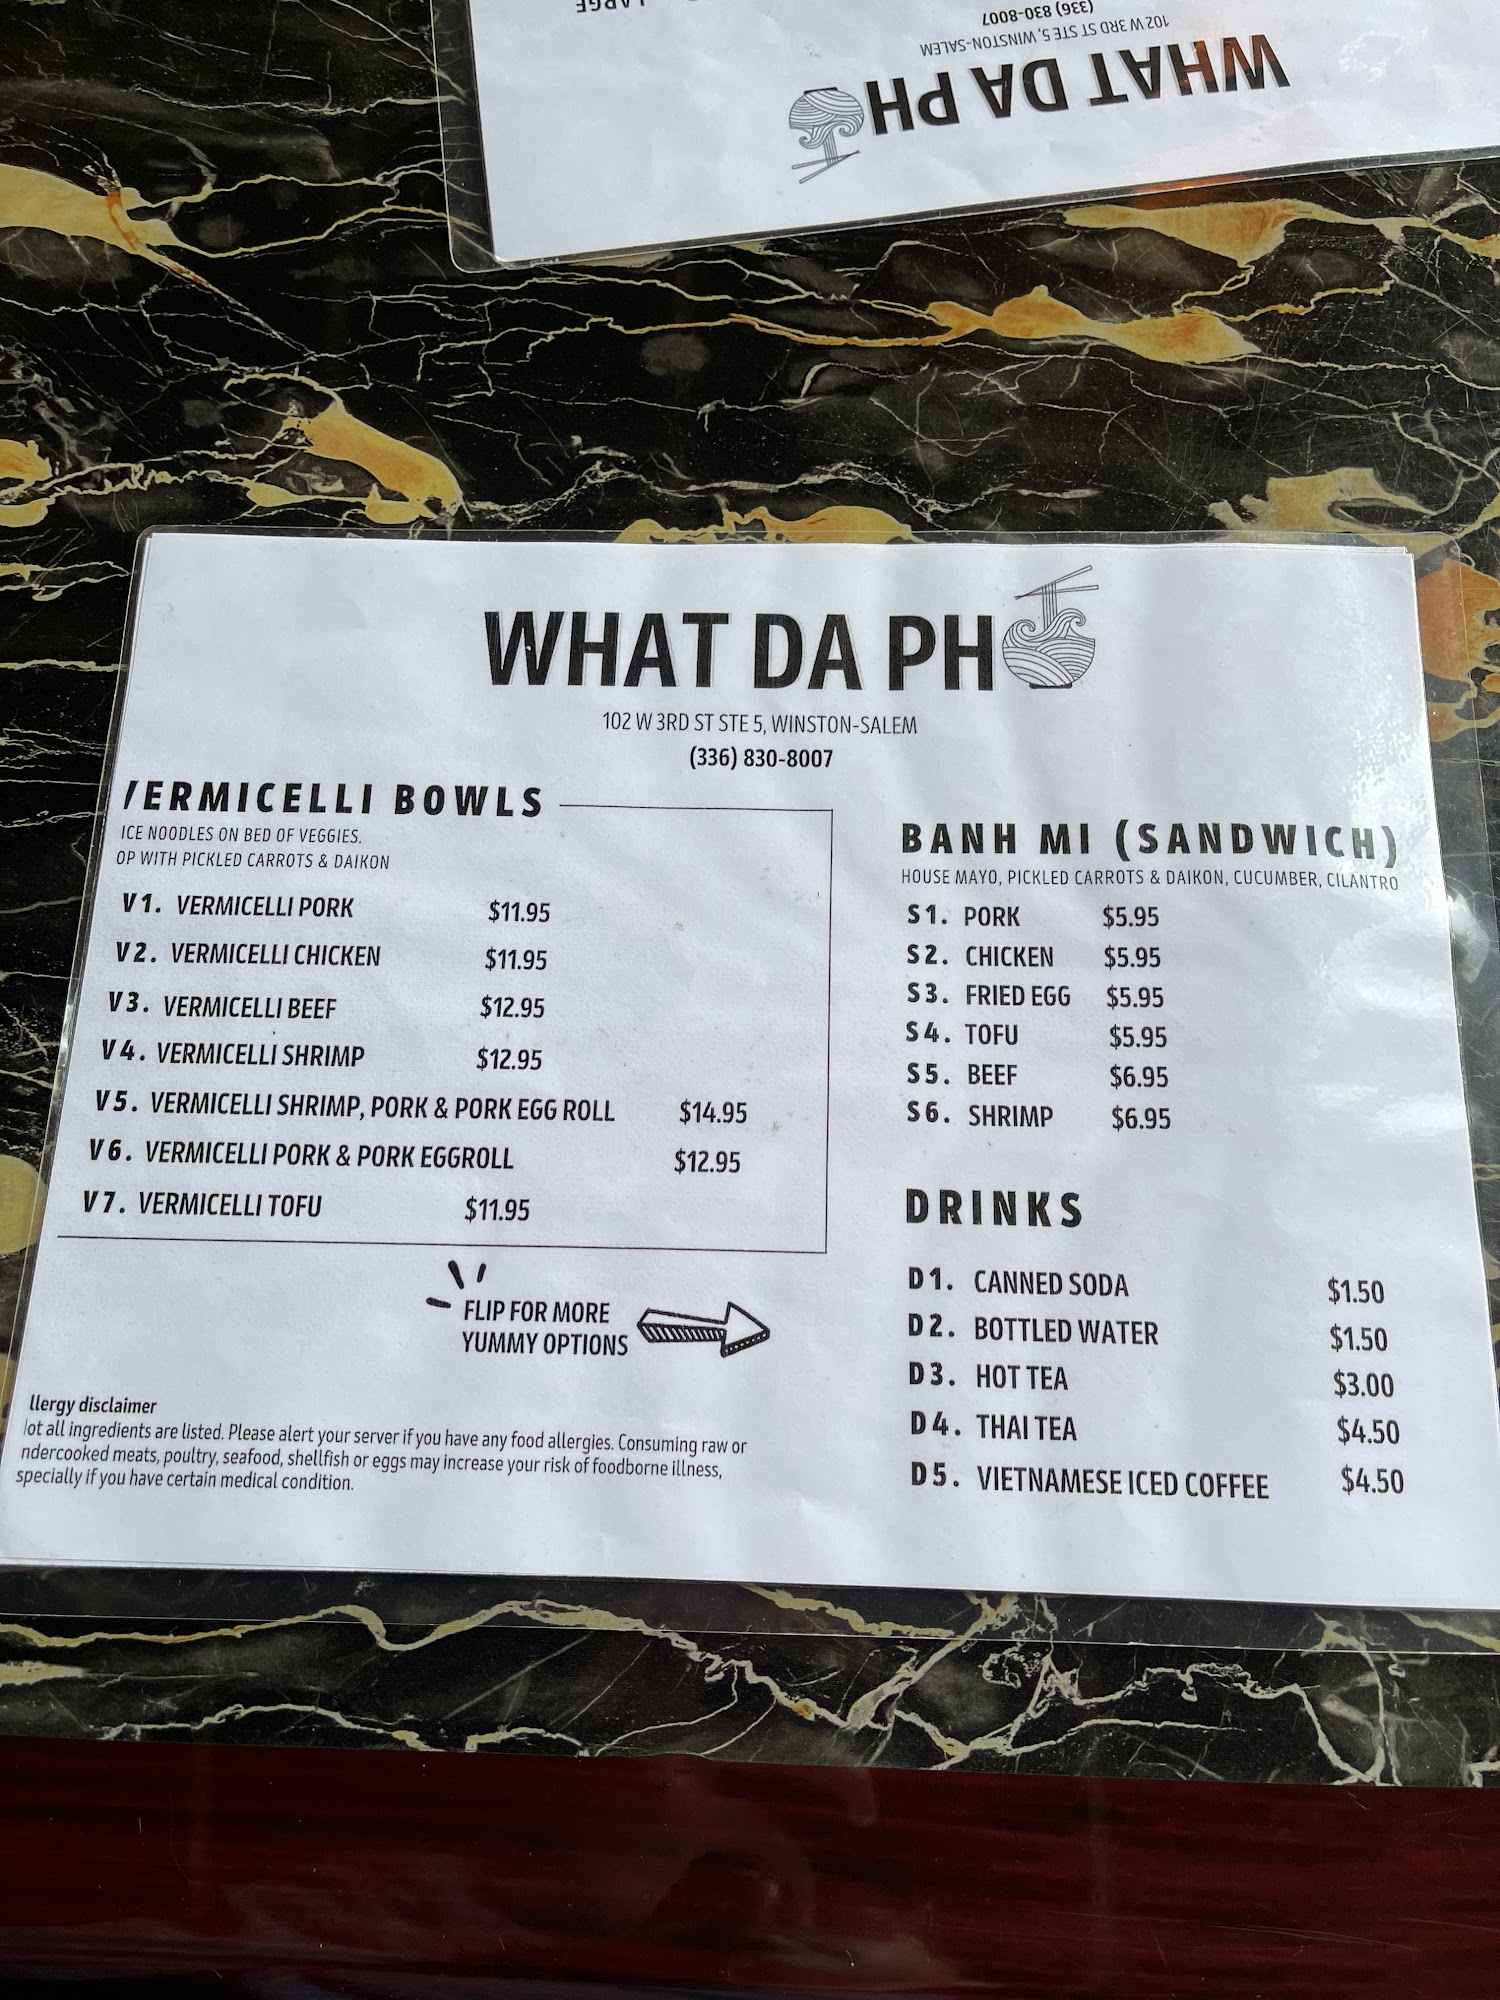 LARGE
(336) 830-8007
102 W 3RD ST STE 5, WINSTON-SALEM
WHAT DA PH
WHAT DA PH
102 W 3RD ST STE 5, WINSTON-SALEM
(336) 830-8007
VERMICELLI BOWLS
ICE NOODLES ON BED OF VEGGIES.
OP WITH PICKLED CARROTS & DAIKON
V1. VERMICELLI PORK $11.95
V2. VERMICELLI CHICKEN $11.95
V3. VERMICELLI BEEF $12.95
V4. VERMICELLI SHRIMP $12.95
V5. VERMICELLI SHRIMP, PORK & PORK EGG ROLL $14.95
V6. VERMICELLI PORK & PORK EGGROLL $12.95
V7. VERMICELLI TOFU $11.95
FLIP FOR MORE
YUMMY OPTIONS
llergy disclaimer
ot all ingredients are listed. Please alert your server if you have any food allergies. Consuming raw or
ndercooked meats, poultry, seafood, shellfish or eggs may increase your risk of foodborne illness,
specially if you have certain medical condition.
BANH MI (SANDWICH)
HOUSE MAYO, PICKLED CARROTS & DAIKON, CUCUMBER, CILANTRO
S1. PORK $5.95
S2. CHICKEN $5.95
S3. FRIED EGG $5.95
S4. TOFU $5.95
S5. BEEF $6.95
S6. SHRIMP $6.95
DRINKS
D1. CANNED SODA $1.50
D2. BOTTLED WATER $1.50
D3. HOT TEA $3.00
D4. THAI TEA $4.50
D5. VIETNAMESE ICED COFFEE $4.50